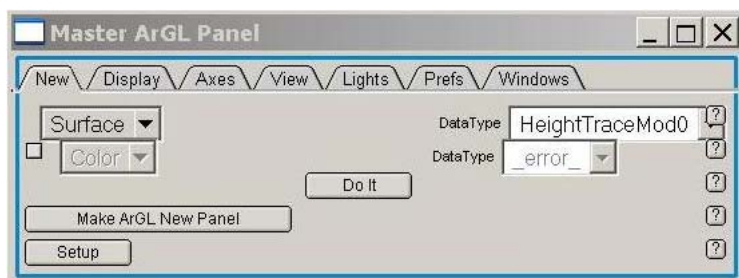 Master ArGL Panel
New Display Axes View Lights Prefs Windows
Surface DataType HeightTraceMod0 ?
Color DataType _error_ ?
Do It ?
Make ArGL New Panel ?
Setup ?